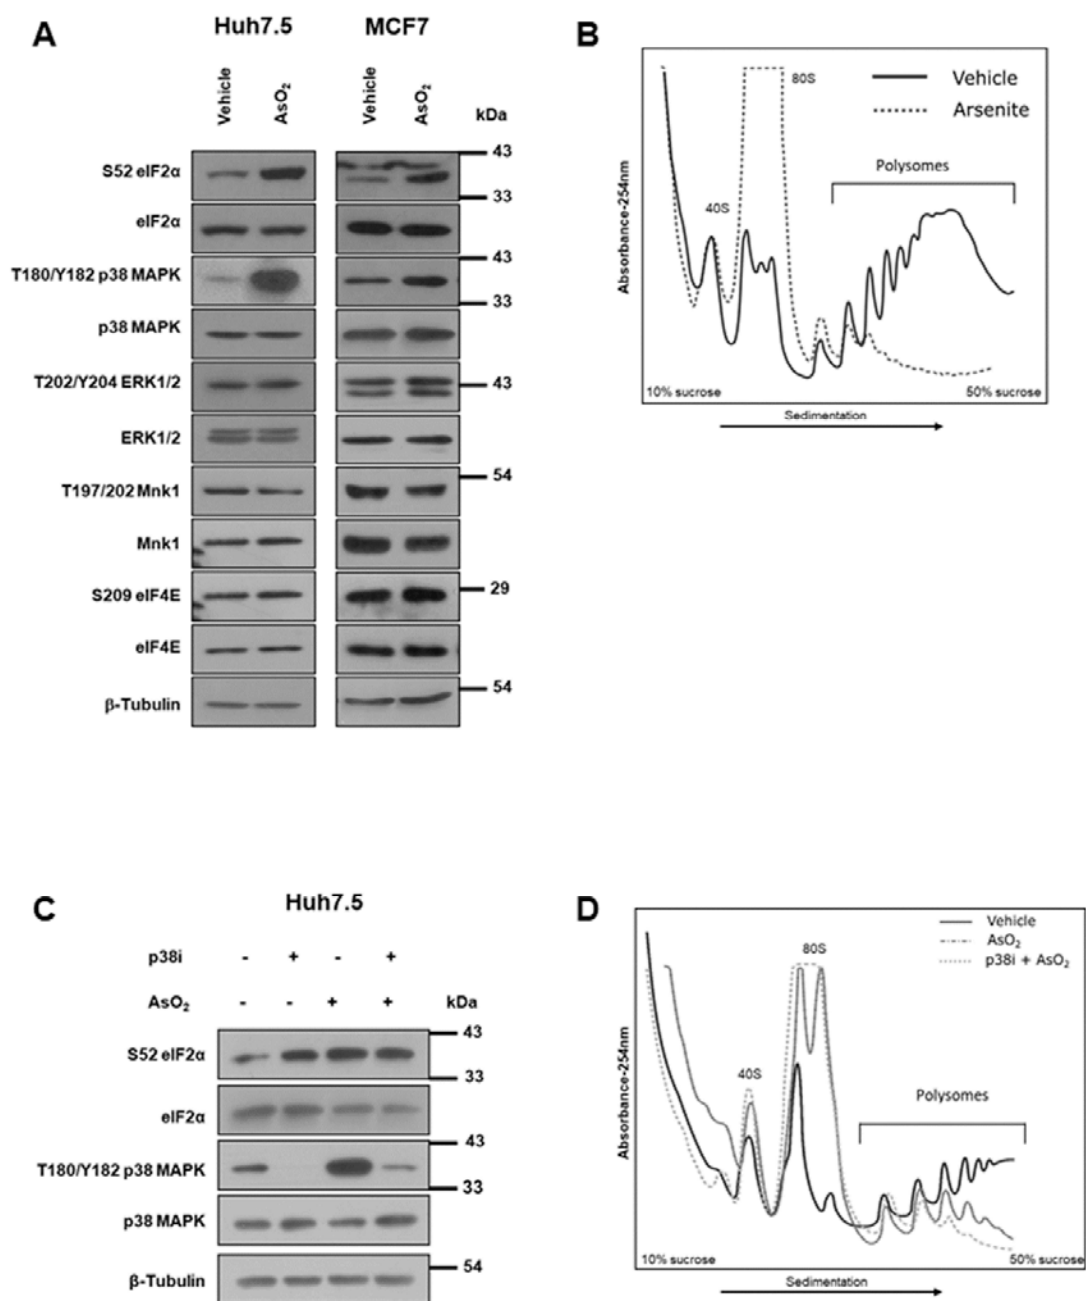 A
Huh7.5 MCF7
Vehicle AsO₂ Vehicle AsO₂ kDa
S52 eIF2α 43
33
eIF2α
T180/Y182 p38 MAPK 43
33
p38 MAPK
T202/Y204 ERK1/2 43
ERK1/2
T197/202 Mnk1 54
Mnk1
S209 eIF4E 29
eIF4E
β-Tubulin 54
B
80S
Vehicle
Arsenite
Polysomes
40S
Absorbance-254nm
10% sucrose 50% sucrose
Sedimentation
C
Huh7.5
p38i - + - +
AsO₂ - - + + kDa
S52 eIF2α 43
33
eIF2α
T180/Y182 p38 MAPK 43
33
p38 MAPK
β-Tubulin 54
D
Vehicle
AsO₂
p38i + AsO₂
80S
40S
Polysomes
Absorbance-254nm
10% sucrose 50% sucrose
Sedimentation